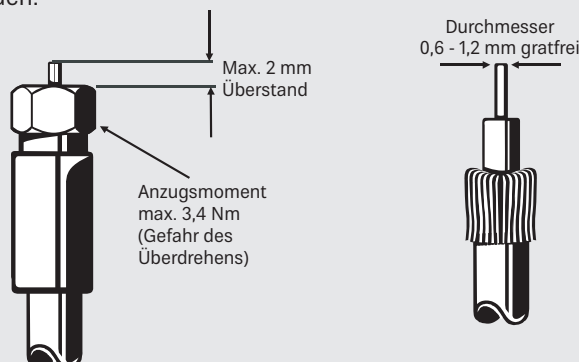 Max. 2 mm
Überstand
Anzugsmoment
max. 3,4 Nm
(Gefahr des
Überdrehens)
Durchmesser
0,6 - 1,2 mm gratfrei